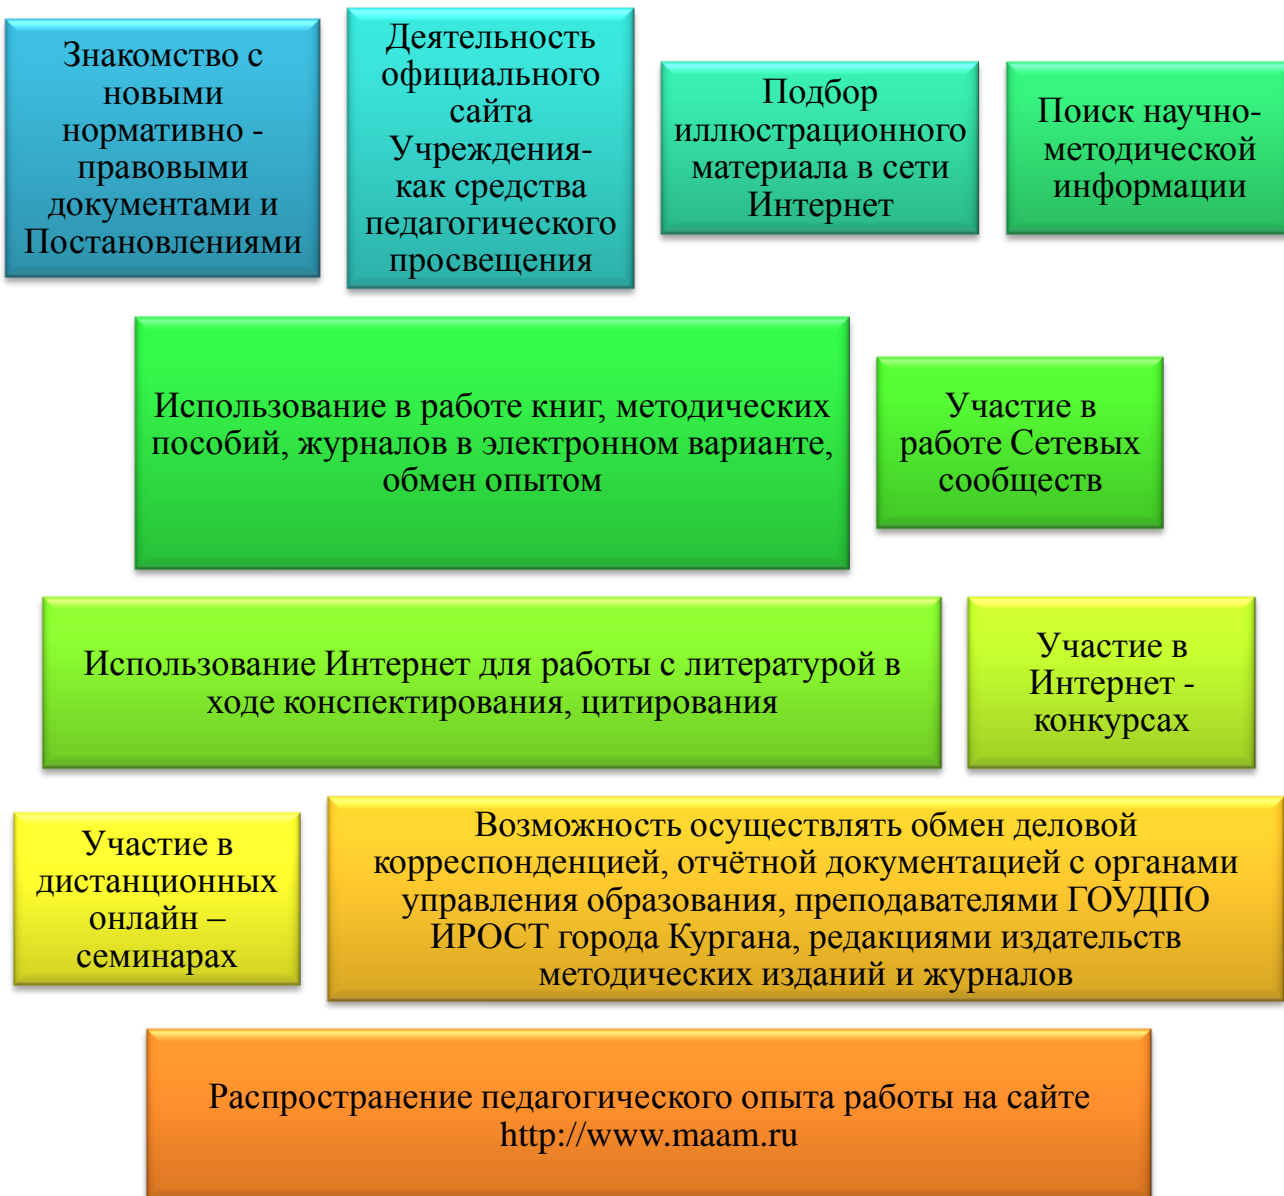 Знакомство с
новыми
нормативно -
правовыми
документами и
Постановлениями
Деятельность
официального
сайта
Учреждения-
как средства
педагогического
просвещения
Подбор
иллюстрационного
материала в сети
Интернет
Поиск научно-
методической
информации
Использование в работе книг, методических
пособий, журналов в электронном варианте,
обмен опытом
Участие в
работе Сетевых
сообществ
Использование Интернет для работы с литературой в
ходе конспектирования, цитирования
Участие в
Интернет -
конкурсах
Участие в
дистанционных
онлайн –
семинарах
Возможность осуществлять обмен деловой
корреспонденцией, отчётной документацией с органами
управления образования, преподавателями ГОУДПО
ИРОСТ города Кургана, редакциями издательств
методических изданий и журналов
Распространение педагогического опыта работы на сайте
http://www.maam.ru